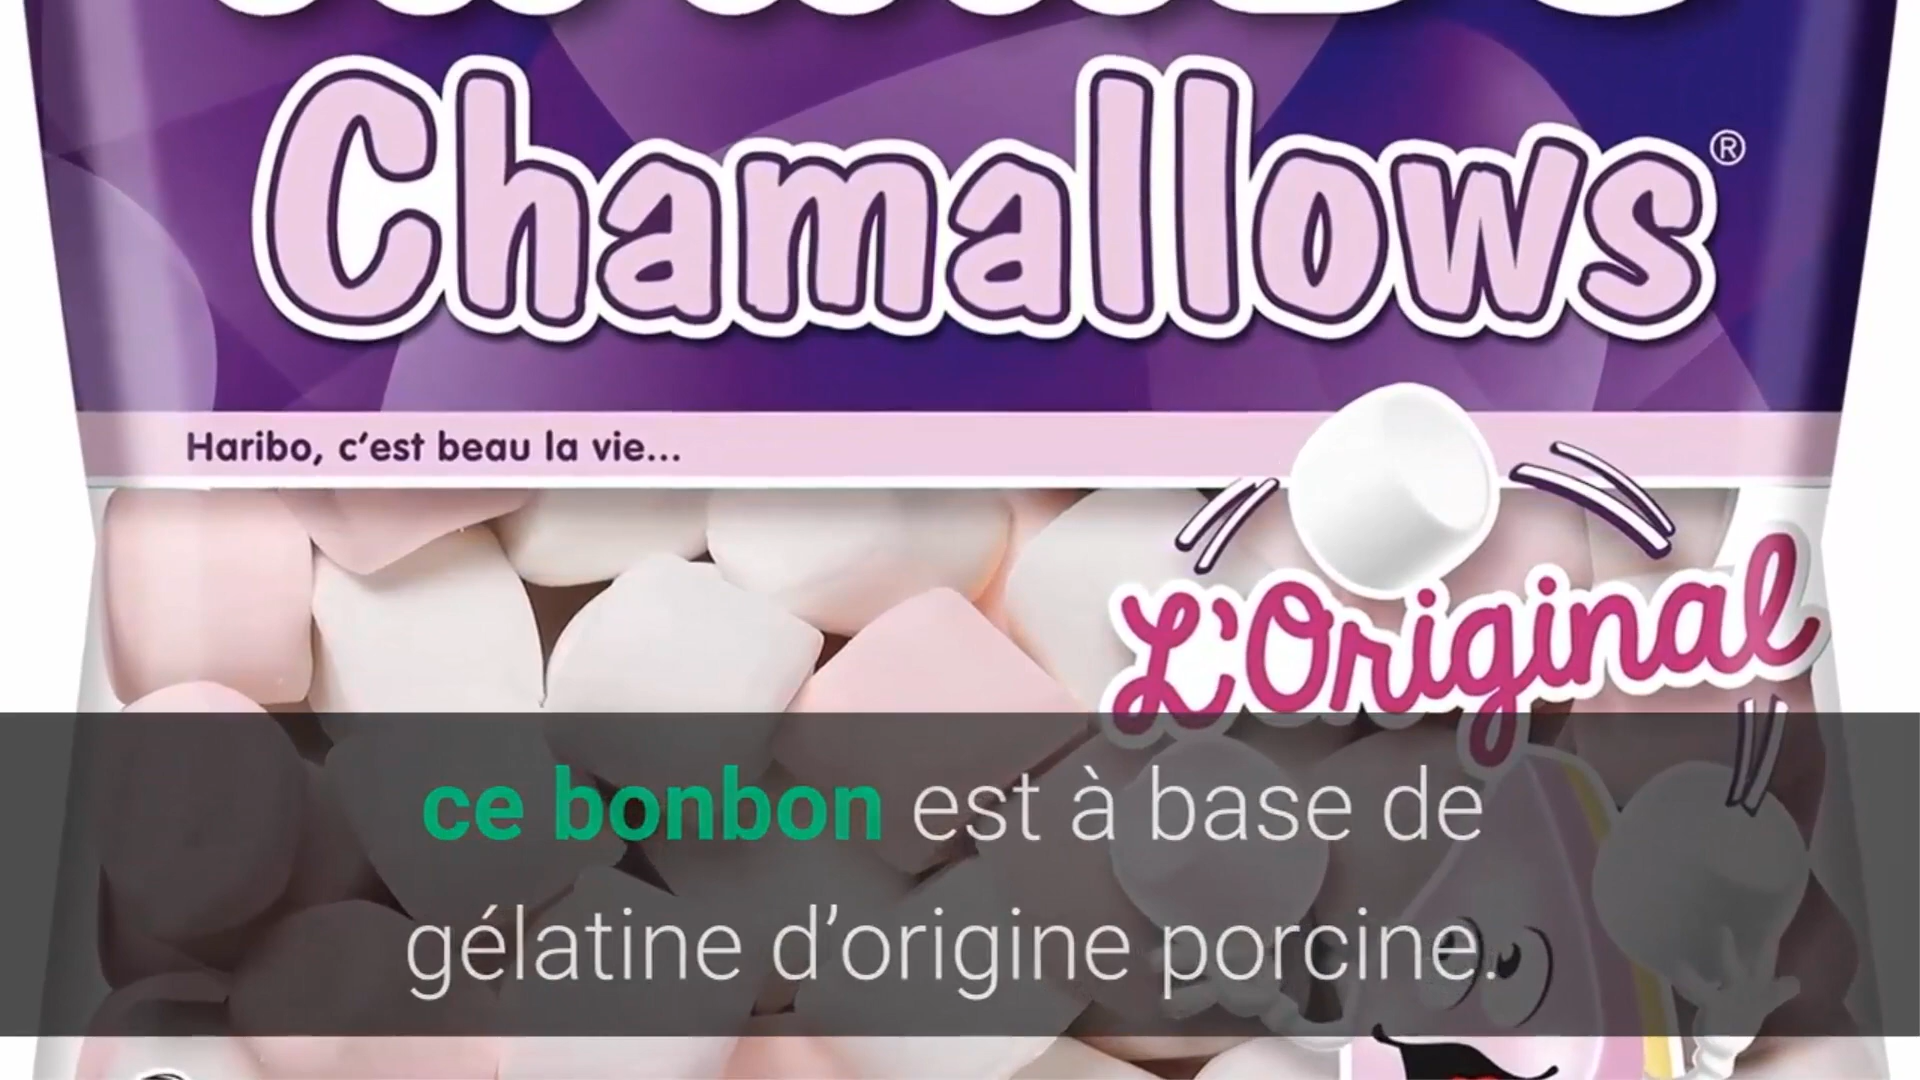 Chamallows®
Haribo, c'est beau la vie...
L'Original
ce bonbon est à base de
gélatine d'origine porcine.